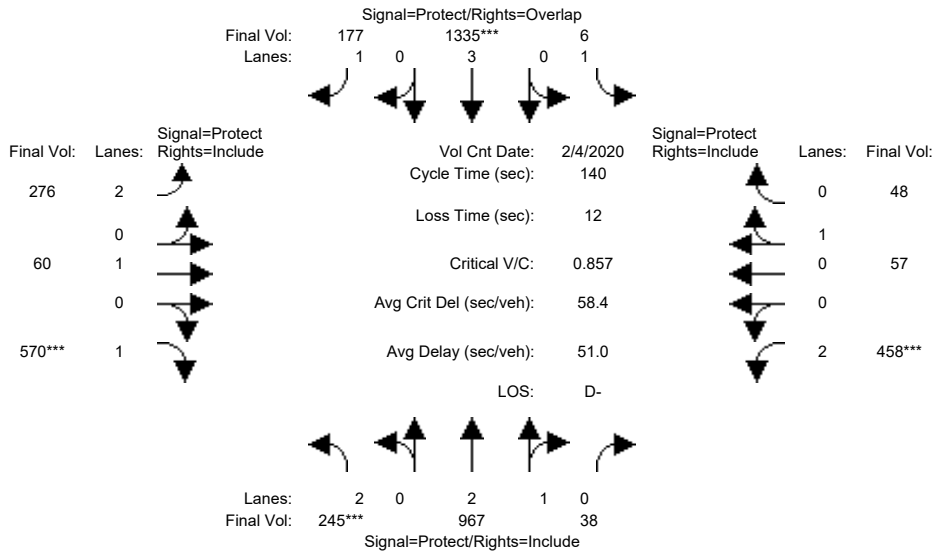 Signal=Protect/Rights=Overlap
Final Vol: 177 1335*** 6
Lanes: 1 0 3 0 1
Signal=Protect
Final Vol: Lanes: Rights=Include
Vol Cnt Date: 2/4/2020
Signal=Protect
Rights=Include Lanes: Final Vol:
Cycle Time (sec): 140
276 2
0 48
Loss Time (sec): 12
0
1
60 1
Critical V/C: 0.857
0 57
0
Avg Crit Del (sec/veh): 58.4
0
570*** 1
Avg Delay (sec/veh): 51.0
2 458***
LOS: D-
Lanes: 2 0 2 1 0
Final Vol: 245*** 967 38
Signal=Protect/Rights=Include